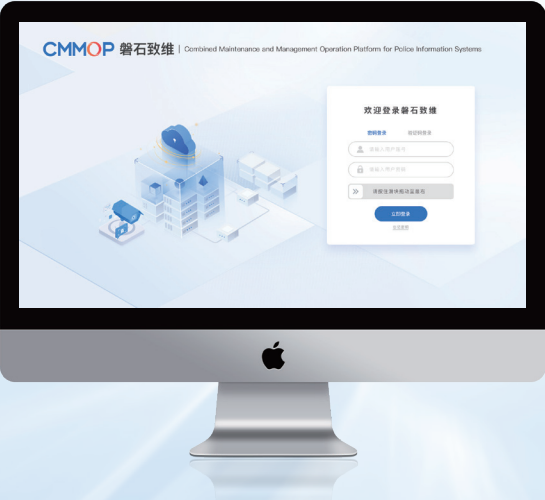 CMMOP 磐石致维 | Combined Maintenance and Management Operation Platform for Police Information Systems
欢迎登录磐石致维
密码登录 验证码登录
请输入用户账号
请输入用户密码
请按住滑块拖动至最右
立即登录